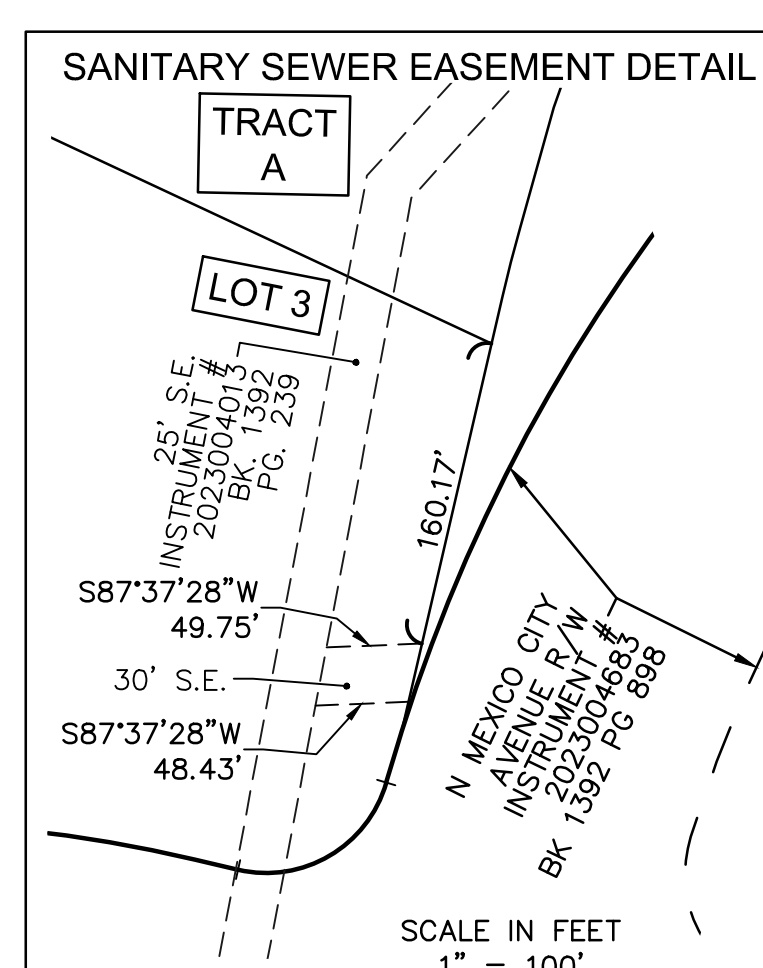 SANITARY SEWER EASEMENT DETAIL
TRACT
A
LOT 3
25' S.E.
INSTRUMENT #
2023004013
BK. 1392
PG. 239
160.17'
S87°37'28"W
49.75'
30' S.E.
S87°37'28"W
48.43'
N MEXICO CITY
AVENUE R/W
INSTRUMENT #
2023004683
BK 1392 PG 898
SCALE IN FEET
1" = 100'